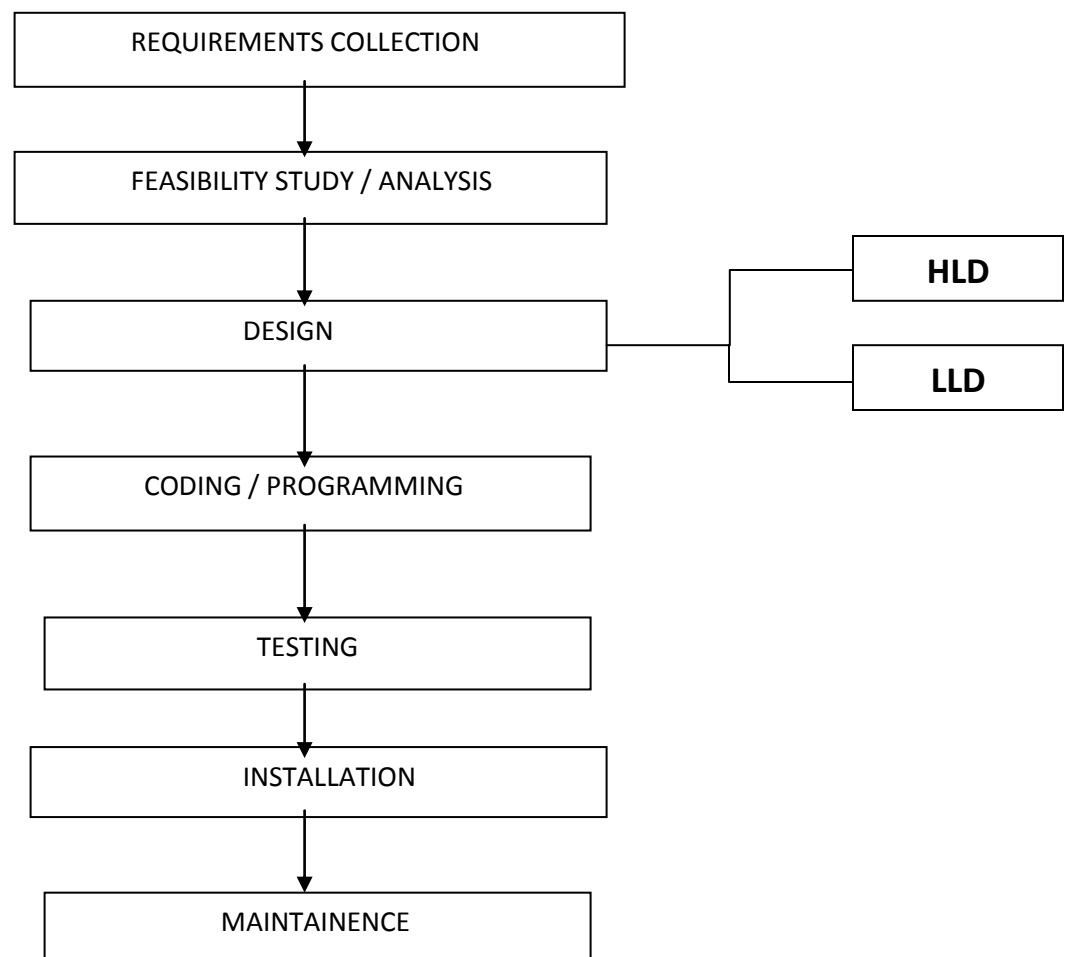 REQUIREMENTS COLLECTION
FEASIBILITY STUDY / ANALYSIS
HLD
DESIGN
LLD
CODING / PROGRAMMING
TESTING
INSTALLATION
MAINTAINENCE